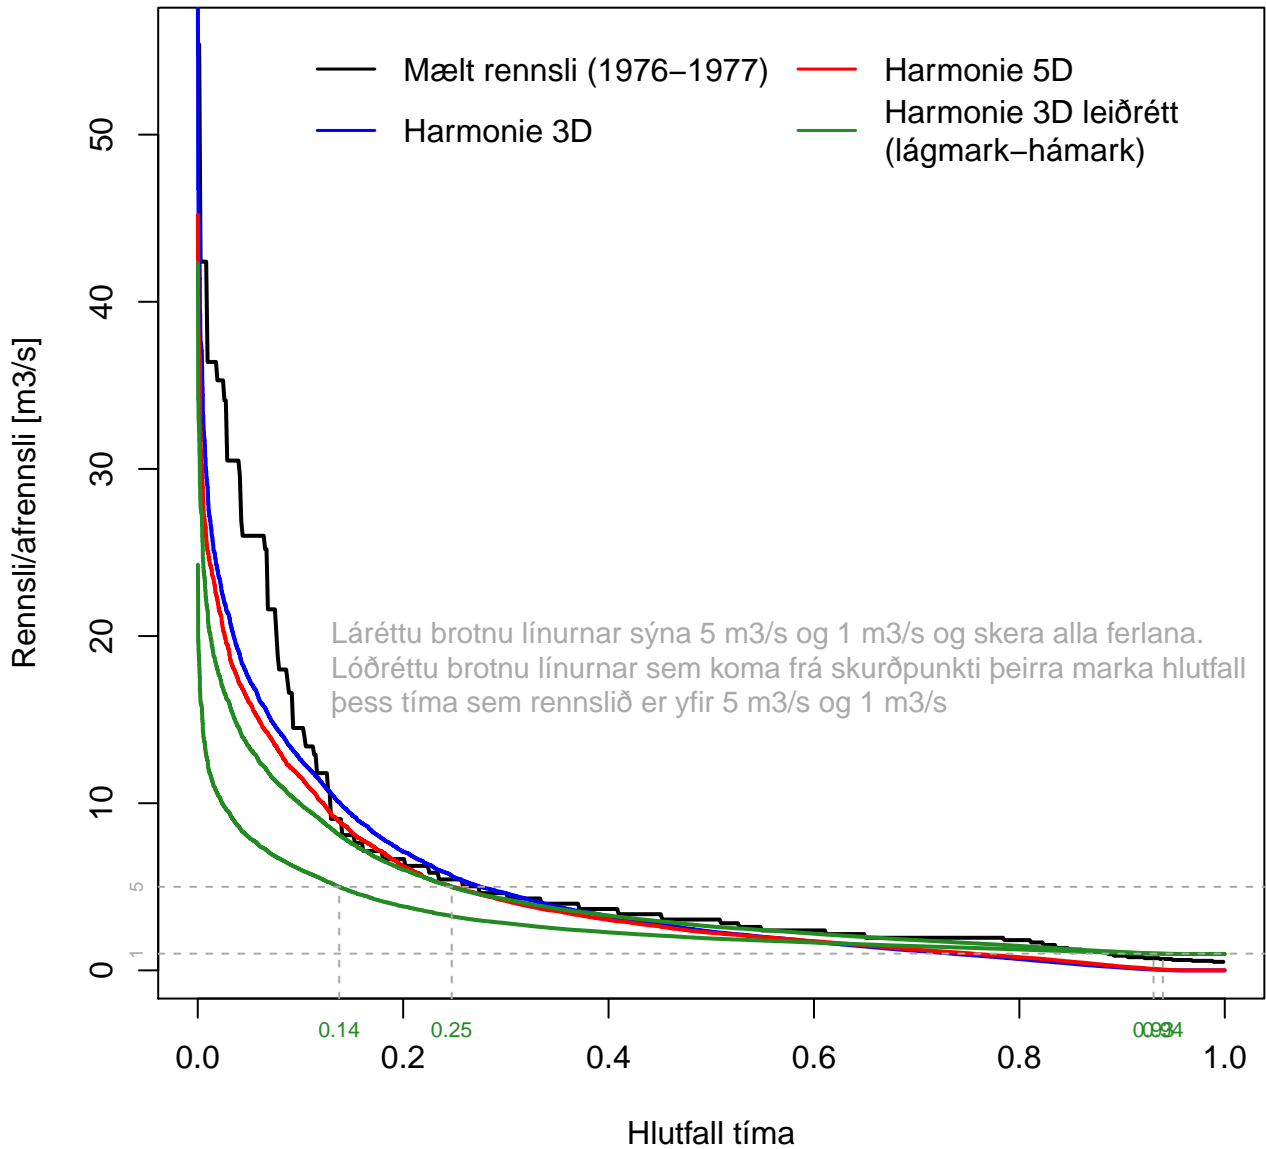 Mælt rennsli (1976–1977)
Harmonie 3D
Harmonie 5D
Harmonie 3D leiðrétt
(lágmark–hámark)
Rennsli/afrennsli [m3/s]
50
40
30
20
10
0
5
1
Láréttu brotnu línurnar sýna 5 m3/s og 1 m3/s og skera alla ferlana.
Lóðréttu brotnu línurnar sem koma frá skurðpunkti þeirra marka hlutfall
þess tíma sem rennslið er yfir 5 m3/s og 1 m3/s
0.14
0.25
0.93
0.94
0.0
0.2
0.4
0.6
0.8
1.0
Hlutfall tíma